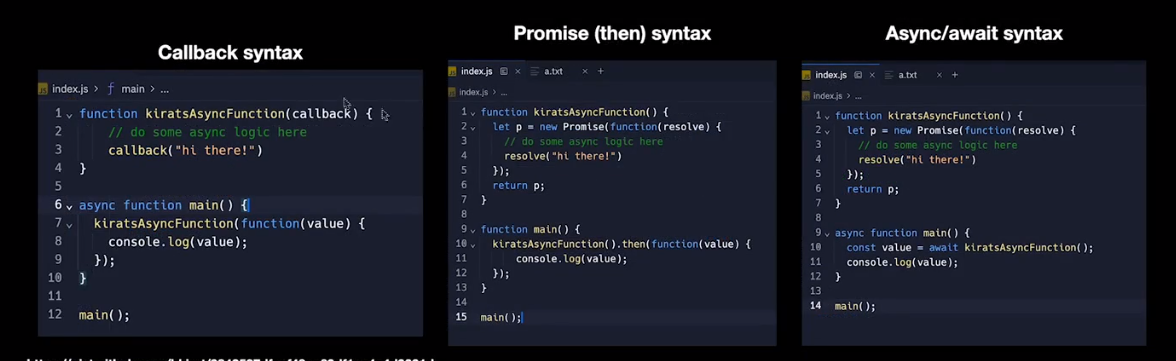 Callback syntax
index.js > main > ...
1 function kiratsAsyncFunction(callback) {
2 // do some async logic here
3 callback("hi there!")
4 }
5
6 async function main() {
7 kiratsAsyncFunction(function(value) {
8 console.log(value);
9 });
10 }
11
12 main();
Promise (then) syntax
index.js × a.txt × +
index.js > ...
1 function kiratsAsyncFunction() {
2 let p = new Promise(function(resolve) {
3 // do some async logic here
4 resolve("hi there!")
5 });
6 return p;
7 }
8
9 function main() {
10 kiratsAsyncFunction().then(function(value) {
11 console.log(value);
12 });
13 }
14
15 main();
Async/await syntax
index.js × a.txt × +
index.js > ...
1 function kiratsAsyncFunction() {
2 let p = new Promise(function(resolve) {
3 // do some async logic here
4 resolve("hi there!")
5 });
6 return p;
7 }
8
9 async function main() {
10 const value = await kiratsAsyncFunction();
11 console.log(value);
12 }
13
14 main();